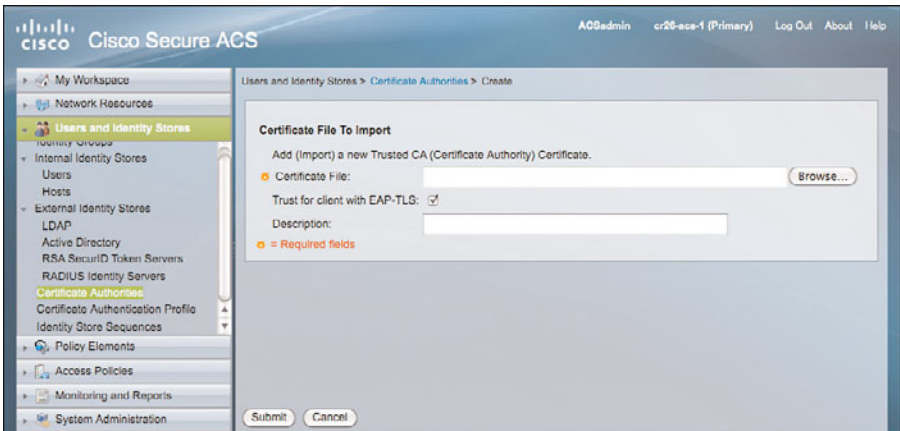 ACSadmin cr26-acs-1 (Primary) Log Out About Help
CISCO Cisco Secure ACS
My Workspace
Network Resources
Users and Identity Stores
Identity Groups
Internal Identity Stores
Users
Hosts
External Identity Stores
LDAP
Active Directory
RSA SecurID Token Servers
RADIUS Identity Servers
Certificate Authorities
Certificate Authentication Profile
Identity Store Sequences
Policy Elements
Access Policies
Monitoring and Reports
System Administration
Users and Identity Stores > Certificate Authorities > Create
Certificate File To Import
Add (Import) a new Trusted CA (Certificate Authority) Certificate.
Certificate File: Browse...
Trust for client with EAP-TLS:
Description:
= Required fields
Submit Cancel